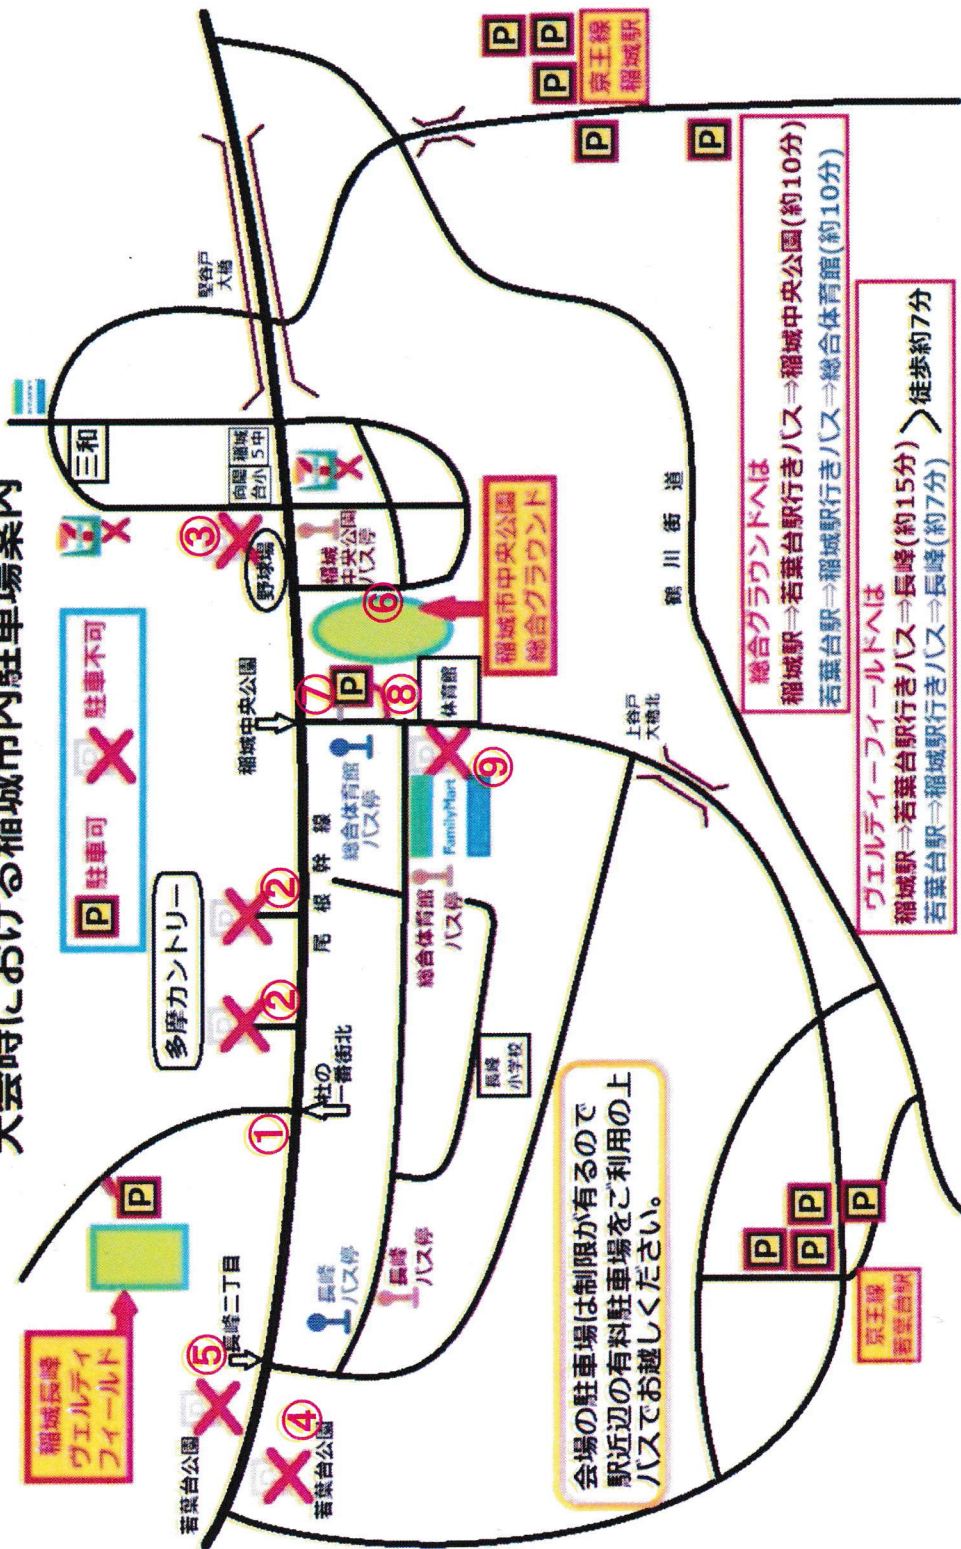 大会時における稲城市内駐車場案内
P 駐車可 駐車不可
稲城長峰
ヴェルディ
フィールド
P
若葉台公園
⑤
長峰二丁目
④
若葉台公園
①
杜の
一番街北
多摩カントリー
②
②
尾根幹線
稲城中央公園
野球場
③
三和
向陽
台小
稲城
5中
竪谷戸
大橋
稲城
中央公園
バス停
⑥
⑦
P
⑧
体育館
稲城市中央公園
総合グラウンド
総合体育館
バス停
FamilyMart
⑨
総合体育館
バス停
長峰
小学校
長峰
バス停
長峰
バス停
上谷戸
大橋北
鶴川街道
P
P
P
P
P
京王線
稲城駅
P
P
P
P
京王線
若葉台駅
会場の駐車場は制限が有るので
駅近辺の有料駐車場をご利用の上
バスでお越しください。
総合グラウンドへは
稲城駅⇒若葉台駅行きバス⇒稲城中央公園(約10分)
若葉台駅⇒稲城駅行きバス⇒総合体育館(約10分)
ヴェルディーフィールドへは
稲城駅⇒若葉台駅行きバス⇒長峰(約15分)
若葉台駅⇒稲城駅行きバス⇒長峰(約7分)
徒歩約7分